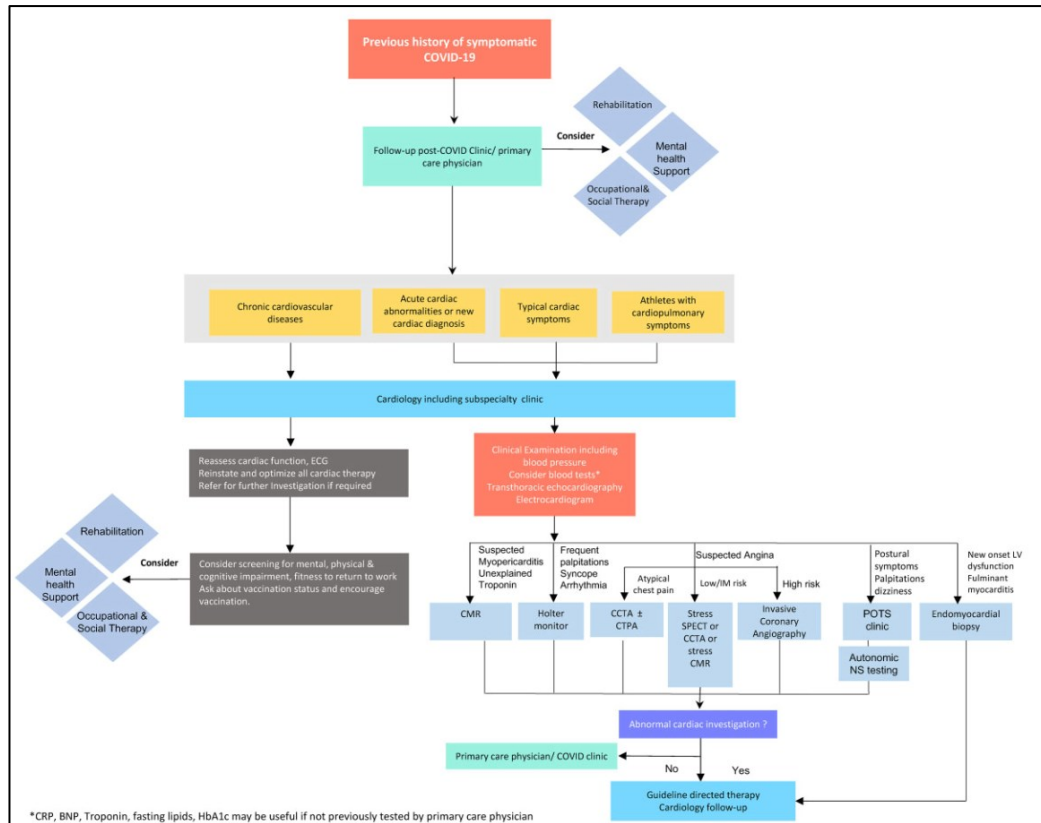 Previous history of symptomatic
COVID-19
Rehabilitation
Consider
Follow-up post-COVID Clinic/ primary
care physician
Mental
health
Support
Occupational&
Social Therapy
Chronic cardiovascular
diseases
Acute cardiac
abnormalities or new
cardiac diagnosis
Typical cardiac
symptoms
Athletes with
cardiopulmonary
symptoms
Cardiology including subspecialty clinic
Reassess cardiac function, ECG
Reinstate and optimize all cardiac therapy
Refer for further Investigation if required
Clinical Examination including
blood pressure
Consider blood tests*
Transthoracic echocardiography
Electrocardiogram
Rehabilitation
Consider
Mental
health
Support
Occupational &
Social Therapy
Consider screening for mental, physical &
cognitive impairment, fitness to return to work
Ask about vaccination status and encourage
vaccination.
Suspected
Myopericarditis
Unexplained
Troponin
Frequent
palpitations
Syncope
Arrhythmia
Suspected Angina
Atypical
chest pain
Low/IM risk
High risk
Postural
symptoms
Palpitations
dizziness
New onset LV
dysfunction
Fulminant
myocarditis
CMR
Holter
monitor
CCTA ±
CTPA
Stress
SPECT or
CCTA or
stress
CMR
Invasive
Coronary
Angiography
POTS
clinic
Endomyocardial
biopsy
Autonomic
NS testing
Abnormal cardiac investigation ?
Primary care physician/ COVID clinic
No
Yes
Guideline directed therapy
Cardiology follow-up
*CRP, BNP, Troponin, fasting lipids, HbA1c may be useful if not previously tested by primary care physician